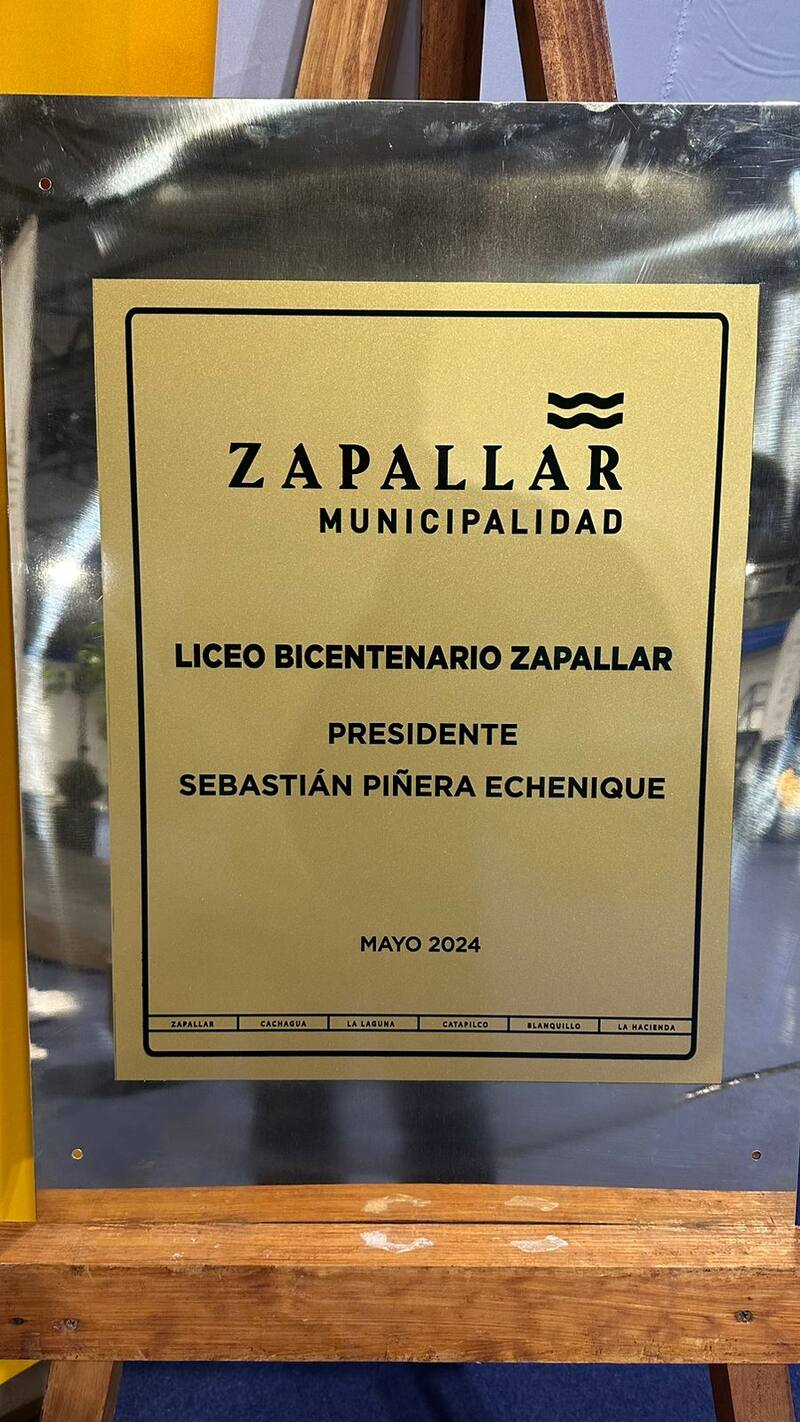 ZAPALLAR
MUNICIPALIDAD
LICEO BICENTENARIO ZAPALLAR
PRESIDENTE
SEBASTIÁN PIÑERA ECHENIQUE
MAYO 2024
ZAPALLAR CACHAGUA LA LAGUNA CATAPILCO BLANQUILLO LA HACIENDA